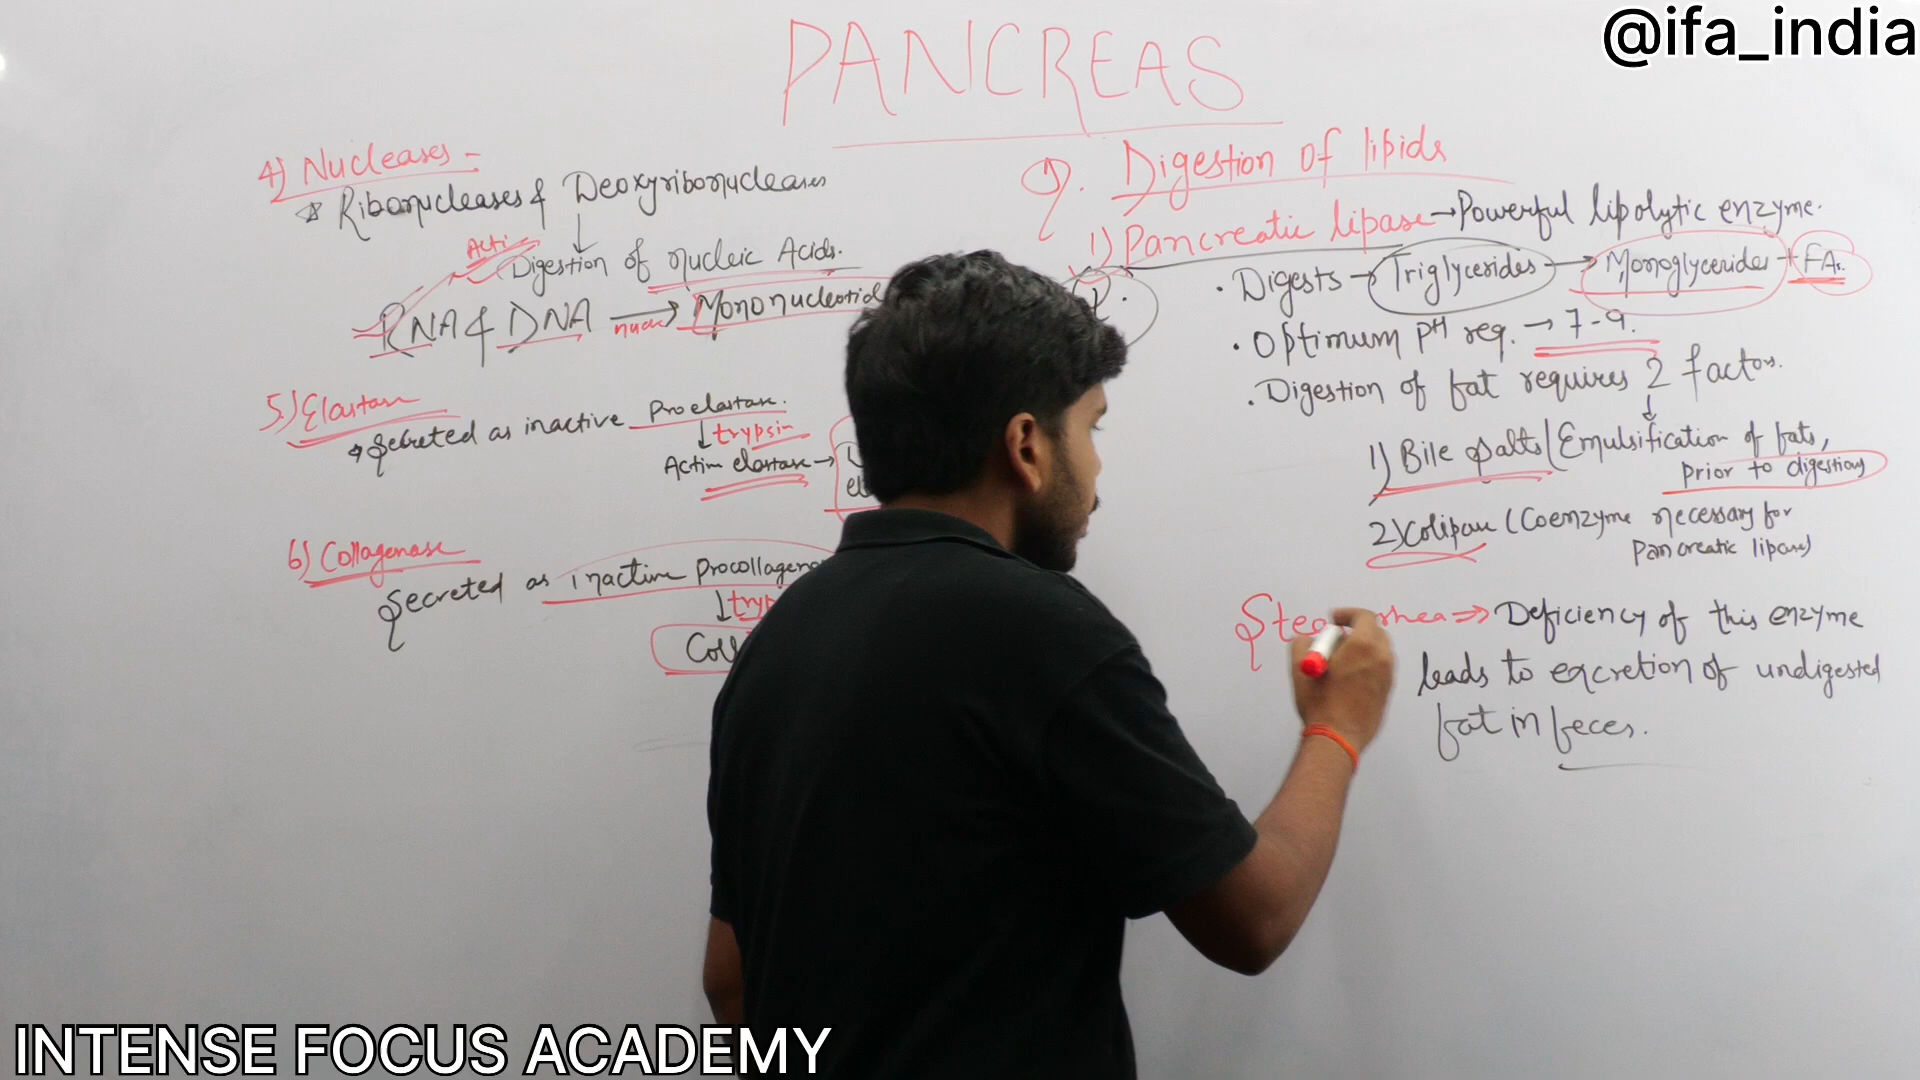 @ifa_india
PANCREAS
4) Nucleases -
Ribonucleases & Deoxyribonucleases
Digestion of nucleic Acids.
RNA & DNA → Mononucleotid
5) Elastase
Secreted as inactive Proelastase.
↓ trypsin
Active elastase →
6) Collagenase
Secreted as inactive Procollagena
↓ tryp
Coll
Digestion of lipids
1) Pancreatic lipase → Powerful lipolytic enzyme.
• Digests → Triglycerides → Monoglycerides + FAs.
• Optimum pH req. → 7-9.
• Digestion of fat requires 2 factors.
↓
1) Bile salts (Emulsification of fats,
prior to digestion)
2) Colipase (Coenzyme necessary for
Pancreatic lipase)
⇒ Deficiency of this enzyme
leads to excretion of undigested
fat in feces.
INTENSE FOCUS ACADEMY